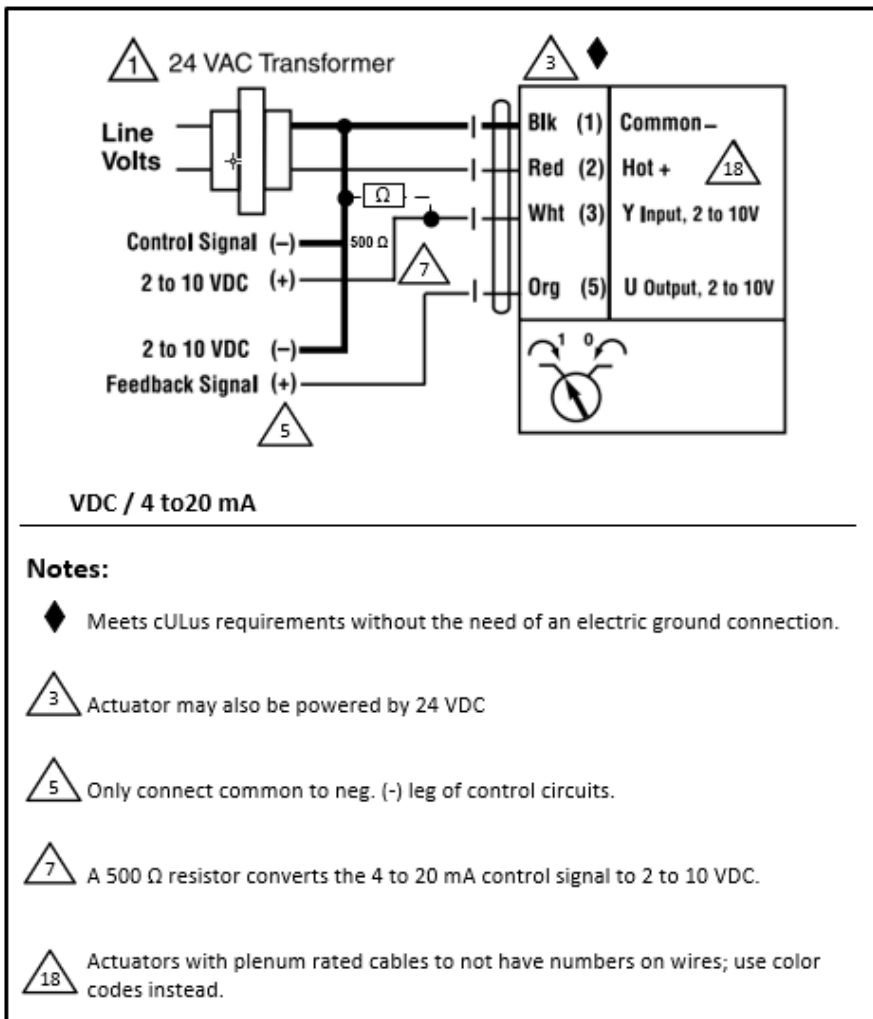 1 24 VAC Transformer
3
Line
Volts
Blk (1) Common –
Red (2) Hot +
18
Ω
Wht (3) Y Input, 2 to 10V
Control Signal (–)
500 Ω
7
2 to 10 VDC (+)
Org (5) U Output, 2 to 10V
2 to 10 VDC (–)
Feedback Signal (+)
5
1 0
VDC / 4 to20 mA
Notes:
Meets cULus requirements without the need of an electric ground connection.
3 Actuator may also be powered by 24 VDC
5 Only connect common to neg. (-) leg of control circuits.
7 A 500 Ω resistor converts the 4 to 20 mA control signal to 2 to 10 VDC.
18 Actuators with plenum rated cables to not have numbers on wires; use color
codes instead.